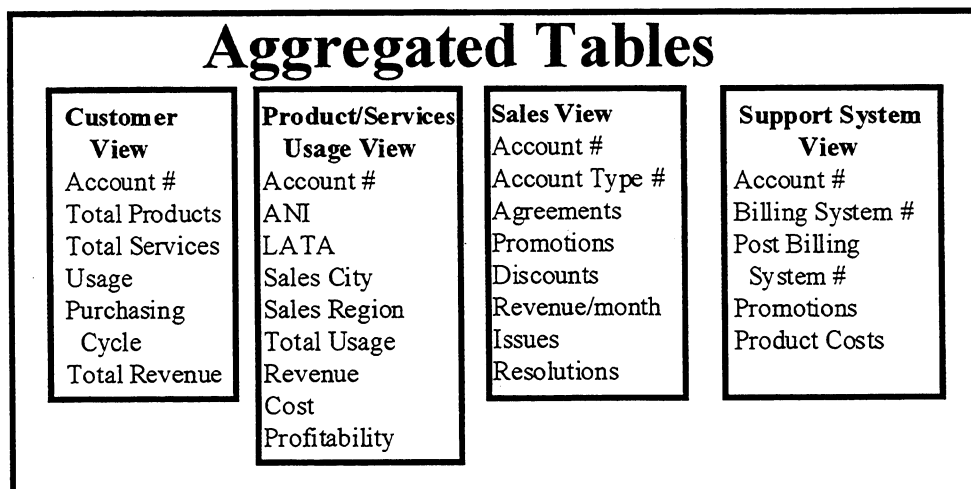 Aggregated Tables
Customer
View
Account #
Total Products
Total Services
Usage
Purchasing
Cycle
Total Revenue
Product/Services
Usage View
Account #
ANI
LATA
Sales City
Sales Region
Total Usage
Revenue
Cost
Profitability
Sales View
Account #
Account Type #
Agreements
Promotions
Discounts
Revenue/month
Issues
Resolutions
Support System
View
Account #
Billing System #
Post Billing
System #
Promotions
Product Costs